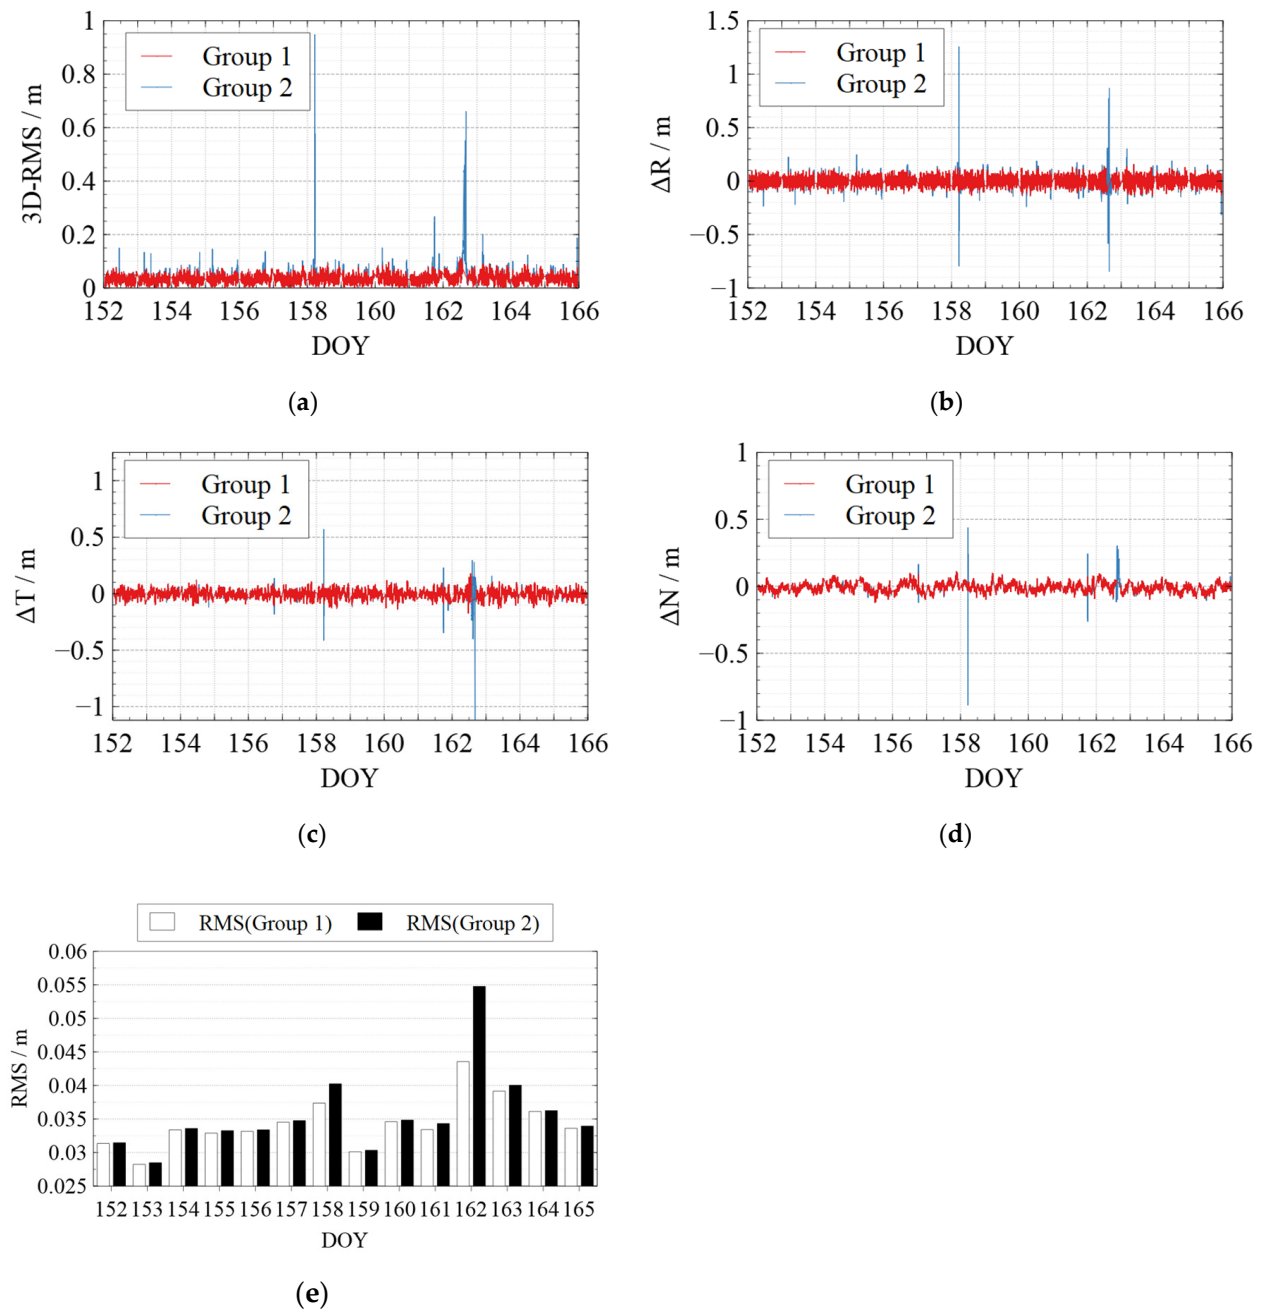 1
0.8
0.6
0.4
0.2
0
3D-RMS / m
Group 1
Group 2
152 154 156 158 160 162 164 166
DOY
(a)
1.5
1
0.5
0
−0.5
−1
ΔR / m
Group 1
Group 2
152 154 156 158 160 162 164 166
DOY
(b)
1
0.5
0
−0.5
−1
ΔT / m
Group 1
Group 2
152 154 156 158 160 162 164 166
DOY
(c)
1
0.5
0
−0.5
−1
ΔN / m
Group 1
Group 2
152 154 156 158 160 162 164 166
DOY
(d)
RMS(Group 1) RMS(Group 2)
0.06
0.055
0.05
0.045
0.04
0.035
0.03
0.025
RMS / m
152 153 154 155 156 157 158 159 160 161 162 163 164 165
DOY
(e)